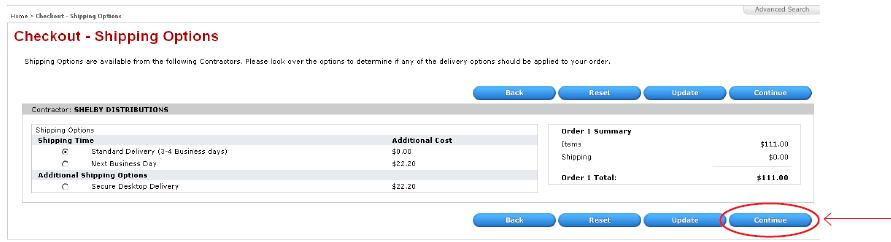 Advanced Search
Home > Checkout - Shipping Options
Checkout - Shipping Options
Shipping Options are available from the following Contractors. Please look over the options to determine if any of the delivery options should be applied to your order.
Back Reset Update Continue
Contractor: SHELBY DISTRIBUTIONS
Shipping Options
Shipping Time Additional Cost
Standard Delivery (3-4 Business days) $0.00
Next Business Day $22.20
Additional Shipping Options
Secure Desktop Delivery $22.20
Order 1 Summary
Items $111.00
Shipping $0.00
Order 1 Total: $111.00
Back Reset Update Continue